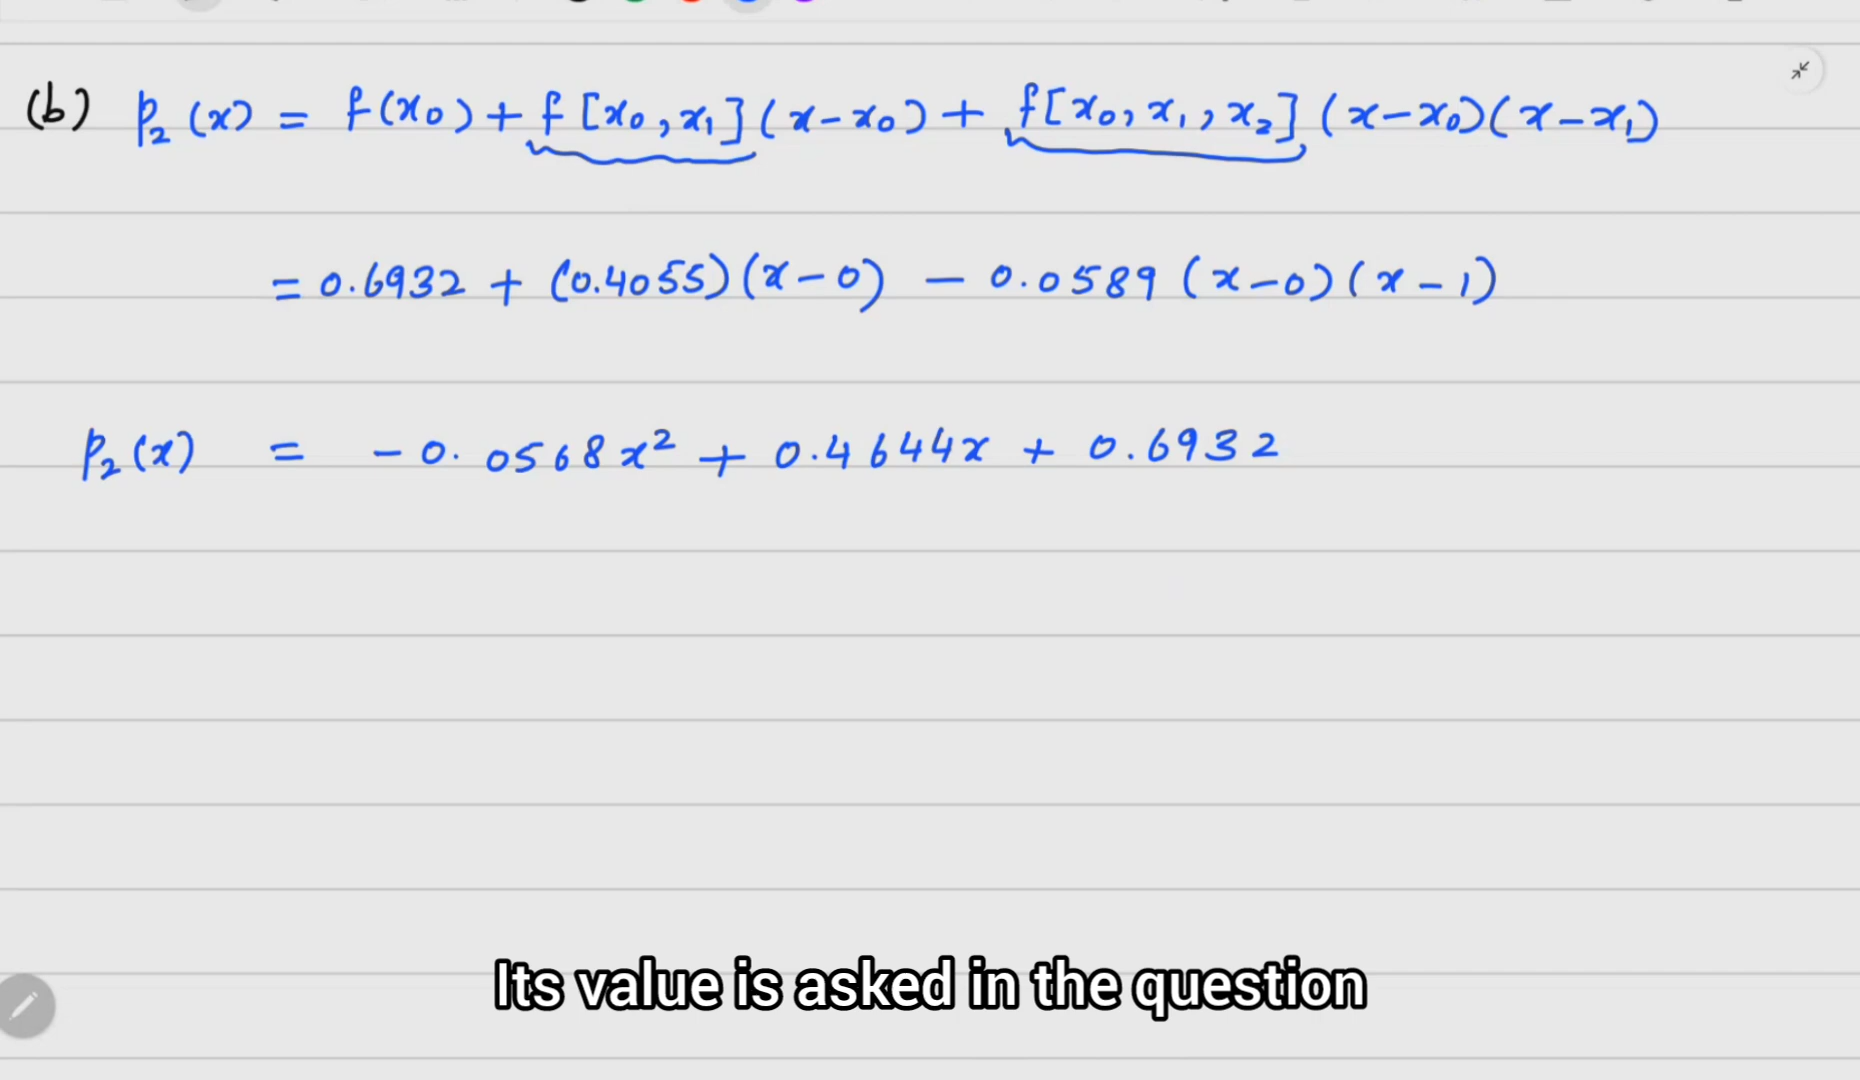 (b) P₂(x) = f(x₀) + f[x₀,x₁](x-x₀) + f[x₀,x₁,x₂](x-x₀)(x-x₁)
= 0.6932 + (0.4055)(x-0) - 0.0589(x-0)(x-1)
P₂(x) = -0.0568x² + 0.4644x + 0.6932
Its value is asked in the question